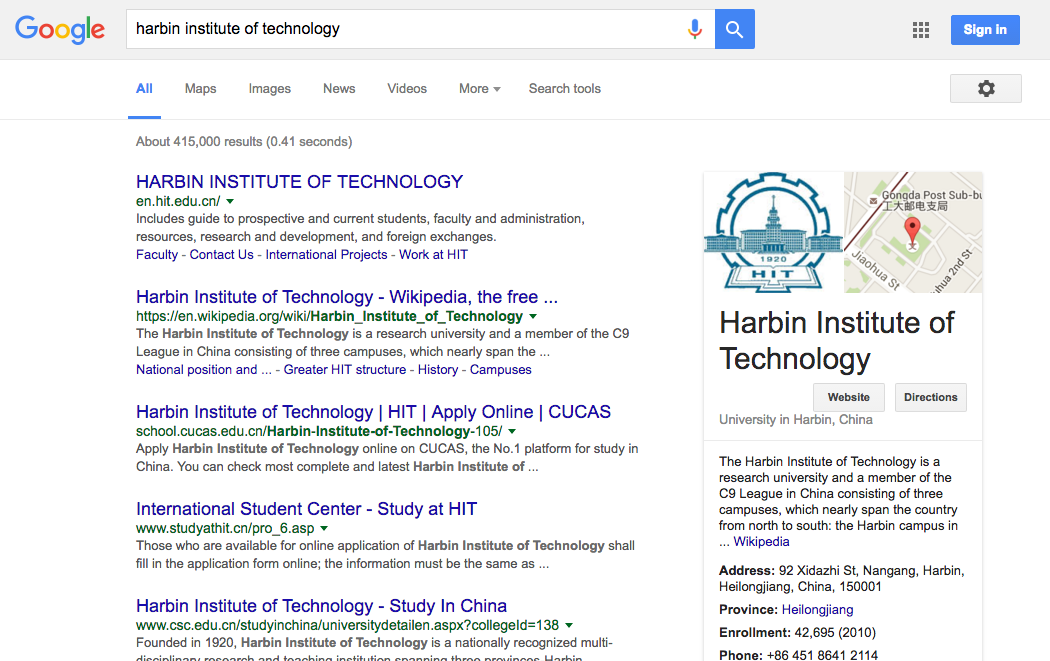 Google
harbin institute of technology
Sign in
All Maps Images News Videos More Search tools
About 415,000 results (0.41 seconds)
HARBIN INSTITUTE OF TECHNOLOGY
en.hit.edu.cn/
Includes guide to prospective and current students, faculty and administration,
resources, research and development, and foreign exchanges.
Faculty - Contact Us - International Projects - Work at HIT
Harbin Institute of Technology - Wikipedia, the free ...
https://en.wikipedia.org/wiki/Harbin_Institute_of_Technology
The Harbin Institute of Technology is a research university and a member of the C9
League in China consisting of three campuses, which nearly span the ...
National position and ... - Greater HIT structure - History - Campuses
Harbin Institute of Technology | HIT | Apply Online | CUCAS
school.cucas.edu.cn/Harbin-Institute-of-Technology-105/
Apply Harbin Institute of Technology online on CUCAS, the No.1 platform for study in
China. You can check most complete and latest Harbin Institute of ...
International Student Center - Study at HIT
www.studyathit.cn/pro_6.asp
Those who are available for online application of Harbin Institute of Technology shall
fill in the application form online; the information must be the same as ...
Harbin Institute of Technology - Study In China
www.csc.edu.cn/studyinchina/universitydetailen.aspx?collegeId=138
Founded in 1920, Harbin Institute of Technology is a nationally recognized multi-
disciplinary research and teaching institution spanning three provinces Harbin
1920
HIT
Gongda Post Sub-bu
工大邮电支局
Jiaohua St
hua 2nd St
Harbin Institute of
Technology
Website Directions
University in Harbin, China
The Harbin Institute of Technology is a
research university and a member of the
C9 League in China consisting of three
campuses, which nearly span the country
from north to south: the Harbin campus in
... Wikipedia
Address: 92 Xidazhi St, Nangang, Harbin,
Heilongjiang, China, 150001
Province: Heilongjiang
Enrollment: 42,695 (2010)
Phone: +86 451 8641 2114